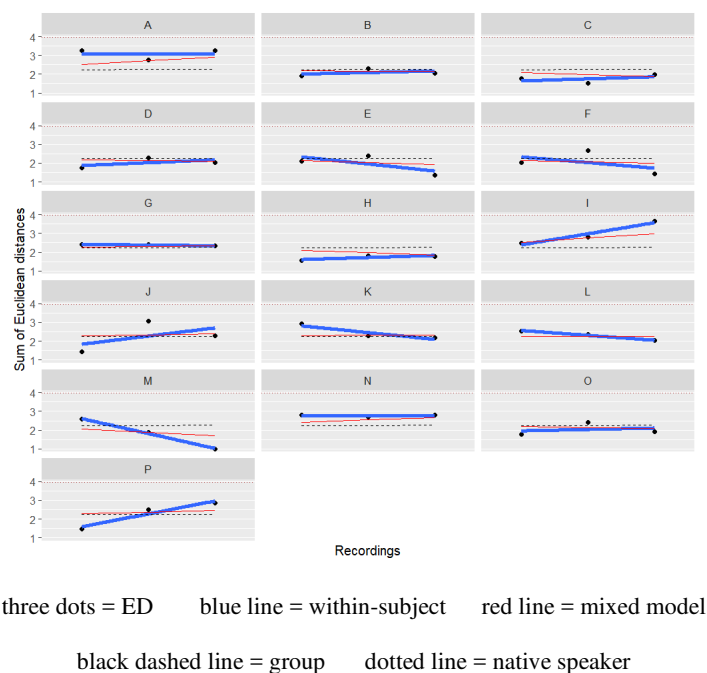 A B C
4
3
2
1
D E F
4
3
2
1
G H I
4
3
2
1
J K L
4
3
2
1
M N O
4
3
2
1
P
4
3
2
1
Sum of Euclidean distances
Recordings
three dots = ED blue line = within-subject red line = mixed model
black dashed line = group dotted line = native speaker